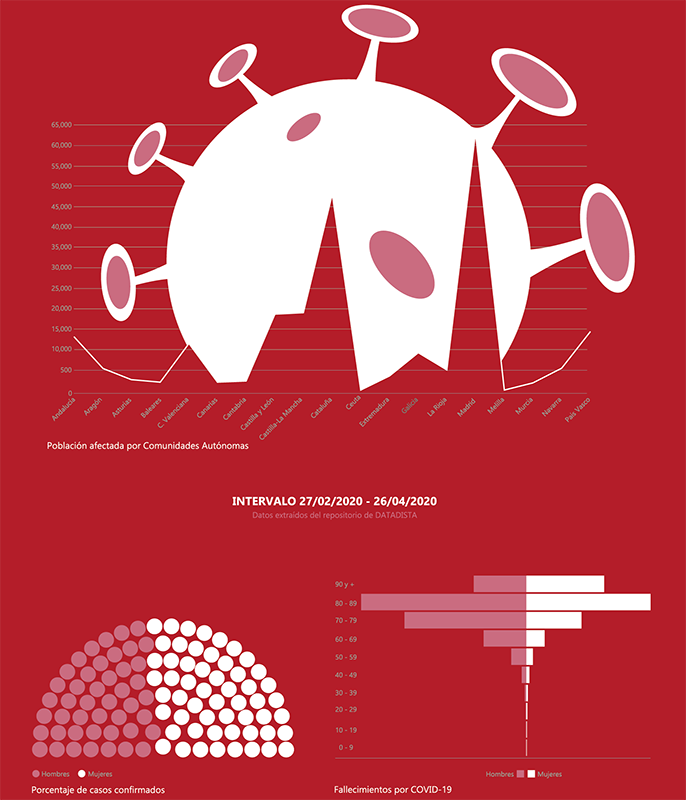 65,000
60,000
55,000
50,000
45,000
40,000
35,000
30,000
25,000
20,000
15,000
10,000
500
0
Andalucía
Aragón
Asturias
Baleares
C. Valenciana
Canarias
Cantabria
Castilla y León
Castilla-La Mancha
Cataluña
Ceuta
Extremadura
Galicia
La Rioja
Madrid
Melilla
Murcia
Navarra
País Vasco
Población afectada por Comunidades Autónomas
INTERVALO 27/02/2020 - 26/04/2020
Datos extraídos del repositorio de DATADISTA
Hombres Mujeres
Porcentaje de casos confirmados
90 y +
80 - 89
70 - 79
60 - 69
50 - 59
40 - 49
30 - 39
20 - 29
10 - 19
0 - 9
Hombres Mujeres
Fallecimientos por COVID-19